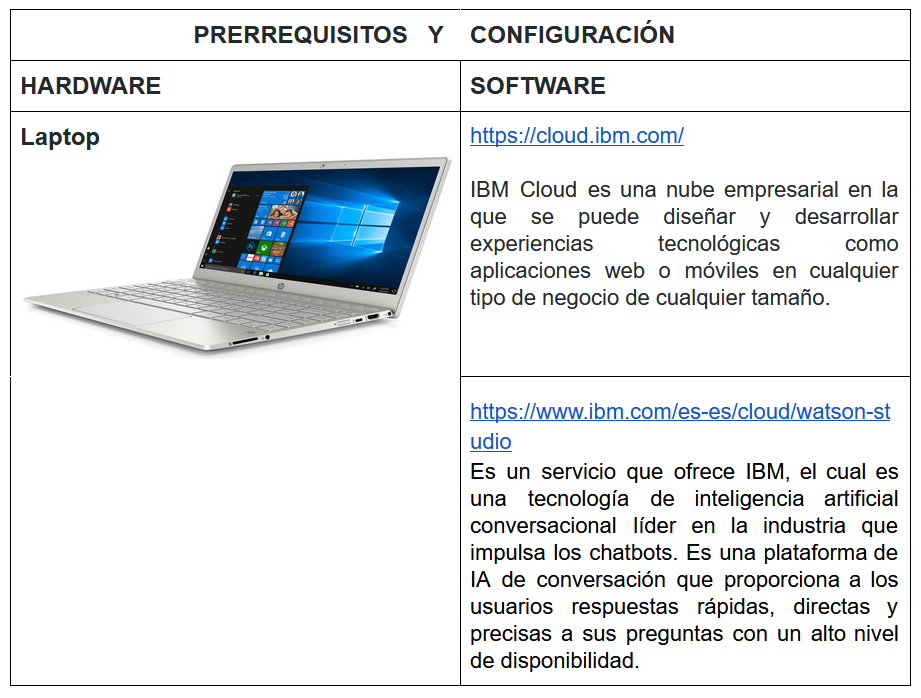 PRERREQUISITOS Y CONFIGURACIÓN
HARDWARE
SOFTWARE
Laptop
hp
https://cloud.ibm.com/
IBM Cloud es una nube empresarial en la
que se puede diseñar y desarrollar
experiencias tecnológicas como
aplicaciones web o móviles en cualquier
tipo de negocio de cualquier tamaño.
https://www.ibm.com/es-es/cloud/watson-st
udio
Es un servicio que ofrece IBM, el cual es
una tecnología de inteligencia artificial
conversacional líder en la industria que
impulsa los chatbots. Es una plataforma de
IA de conversación que proporciona a los
usuarios respuestas rápidas, directas y
precisas a sus preguntas con un alto nivel
de disponibilidad.